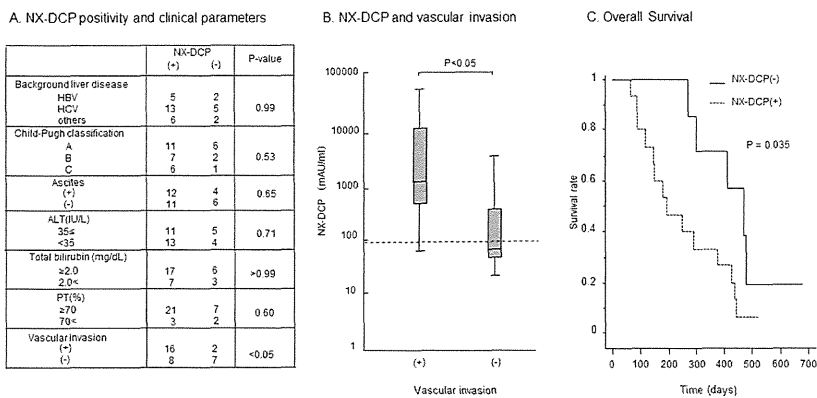 A. NX-DCP positivity and clinical parameters
NX-DCP
(+) (-) P-value
Background liver disease
HBV 5 2
HCV 13 5 0.99
others 6 2
Child-Pugh classification
A 11 6
B 7 2 0.53
C 6 1
Ascites
(+) 12 4 0.65
(-) 11 6
ALT(IU/L)
35≤ 11 5 0.71
<35 13 4
Total bilirubin (mg/dL)
≥2.0 17 6 >0.99
2.0< 7 3
PT(%)
≥70 21 7 0.60
70< 3 2
Vascular invasion
(+) 16 2 <0.05
(-) 8 7
B. NX-DCP and vascular invasion
P<0.05
100000
10000
1000
100
10
1
NX-DCP (mAU/ml)
(+) (-)
Vascular invasion
C. Overall Survival
NX-DCP(-)
NX-DCP(+)
P = 0.035
1
0.8
0.6
0.4
0.2
0
Survival rate
0 100 200 300 400 500 600 700
Time (days)